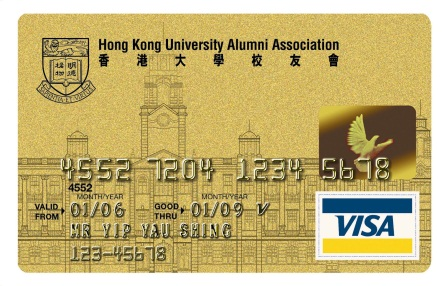 Hong Kong University Alumni Association
香港大學校友會
4552 7204 1234 5678
4552
MONTH/YEAR MONTH/YEAR
VALID FROM 01/06 GOOD THRU 01/09 V
MR YIP YAU SHING
123-45678
VISA